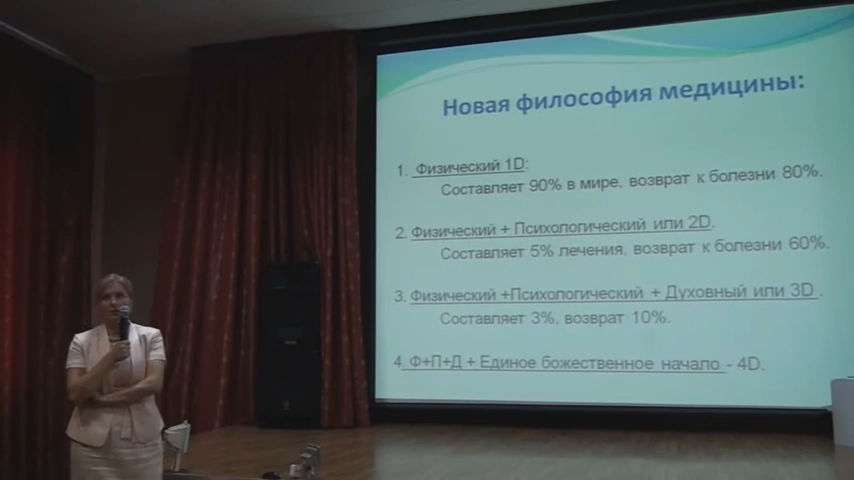 Новая философия медицины:
1. Физический 1D:
Составляет 90% в мире, возврат к болезни 80%.
2. Физический + Психологический или 2D.
Составляет 5% лечения, возврат к болезни 60%.
3. Физический +Психологический + Духовный или 3D.
Составляет 3%, возврат 10%.
4. Ф+П+Д + Единое божественное начало - 4D.